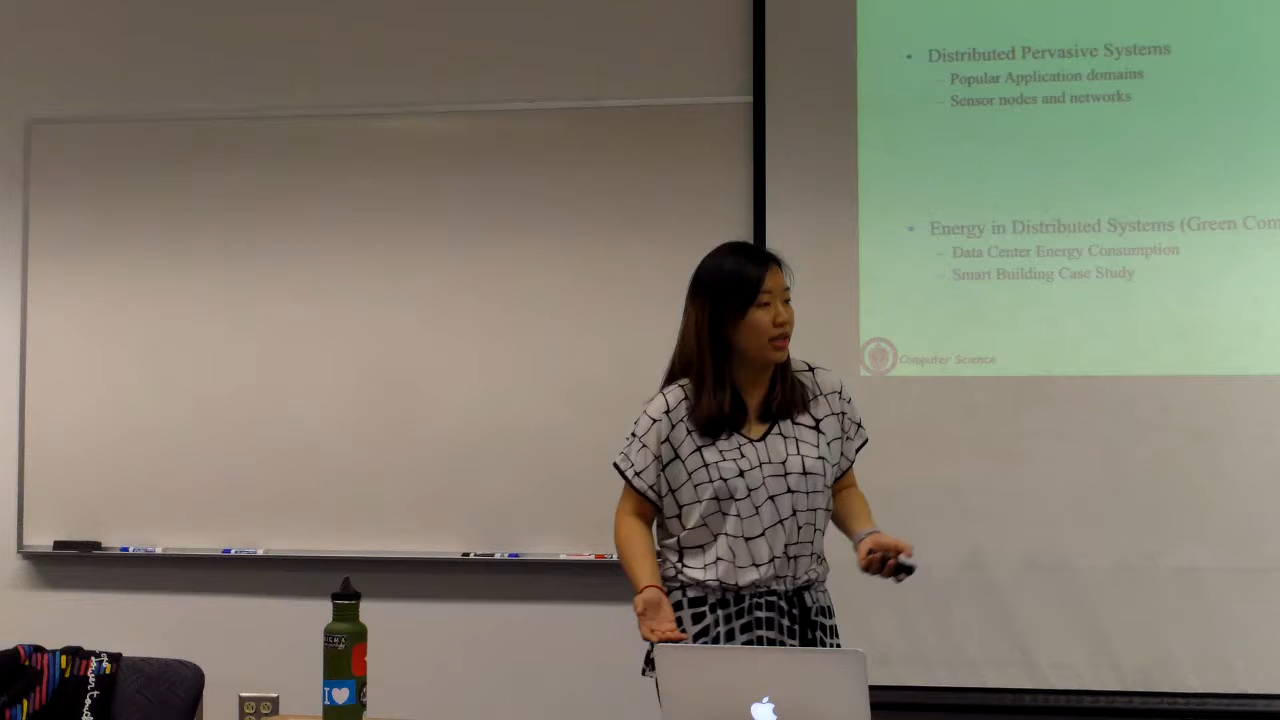 • Distributed Pervasive Systems
– Popular Application domains
– Sensor nodes and networks
• Energy in Distributed Systems (Green Com
– Data Center Energy Consumption
– Smart Building Case Study
Computer Science
I